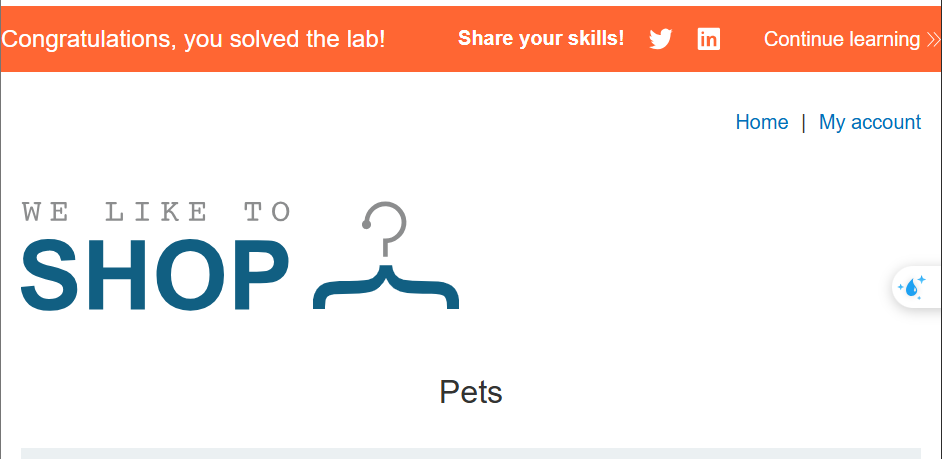 Congratulations, you solved the lab! Share your skills! Continue learning
Home | My account
WE LIKE TO
SHOP
Pets